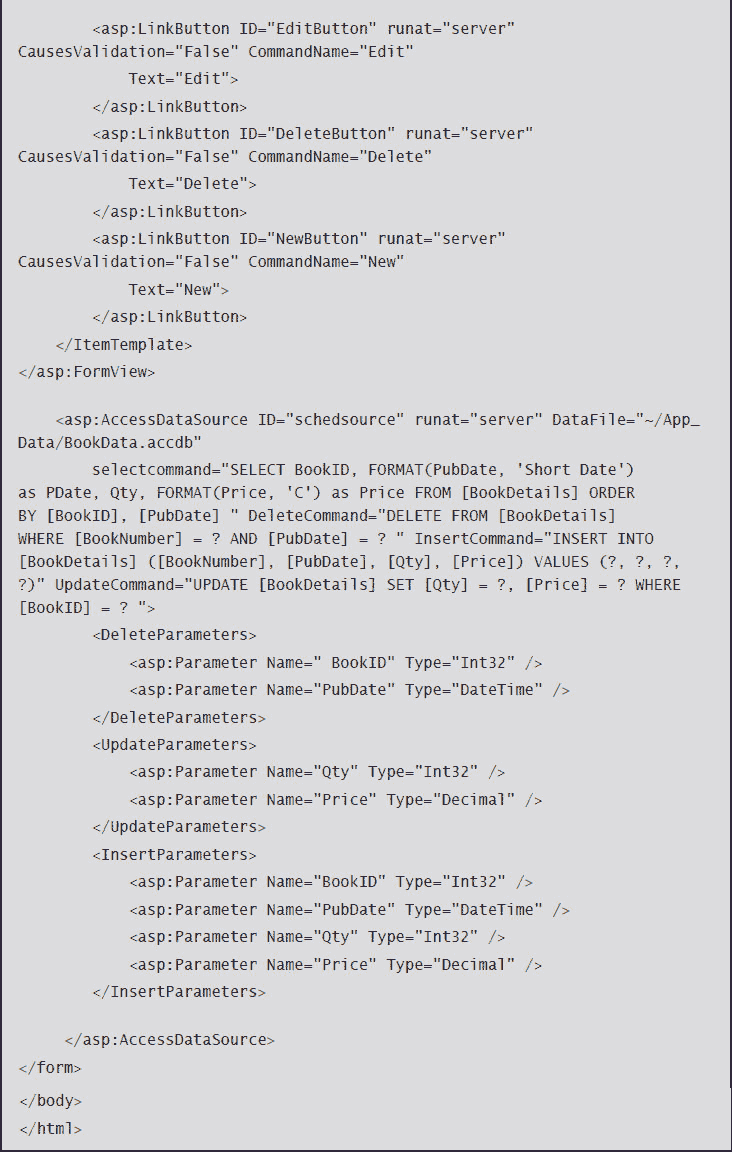 <asp:LinkButton ID="EditButton" runat="server"
CausesValidation="False" CommandName="Edit"
Text="Edit">
</asp:LinkButton>
<asp:LinkButton ID="DeleteButton" runat="server"
CausesValidation="False" CommandName="Delete"
Text="Delete">
</asp:LinkButton>
<asp:LinkButton ID="NewButton" runat="server"
CausesValidation="False" CommandName="New"
Text="New">
</asp:LinkButton>
</ItemTemplate>
</asp:FormView>
<asp:AccessDataSource ID="schedsource" runat="server" DataFile="~/App_
Data/BookData.accdb"
selectcommand="SELECT BookID, FORMAT(PubDate, 'Short Date')
as PDate, Qty, FORMAT(Price, 'C') as Price FROM [BookDetails] ORDER
BY [BookID], [PubDate] " DeleteCommand="DELETE FROM [BookDetails]
WHERE [BookNumber] = ? AND [PubDate] = ? " InsertCommand="INSERT INTO
[BookDetails] ([BookNumber], [PubDate], [Qty], [Price]) VALUES (?, ?, ?,
?)" UpdateCommand="UPDATE [BookDetails] SET [Qty] = ?, [Price] = ? WHERE
[BookID] = ? ">
<DeleteParameters>
<asp:Parameter Name=" BookID" Type="Int32" />
<asp:Parameter Name="PubDate" Type="DateTime" />
</DeleteParameters>
<UpdateParameters>
<asp:Parameter Name="Qty" Type="Int32" />
<asp:Parameter Name="Price" Type="Decimal" />
</UpdateParameters>
<InsertParameters>
<asp:Parameter Name="BookID" Type="Int32" />
<asp:Parameter Name="PubDate" Type="DateTime" />
<asp:Parameter Name="Qty" Type="Int32" />
<asp:Parameter Name="Price" Type="Decimal" />
</InsertParameters>
</asp:AccessDataSource>
</form>
</body>
</html>